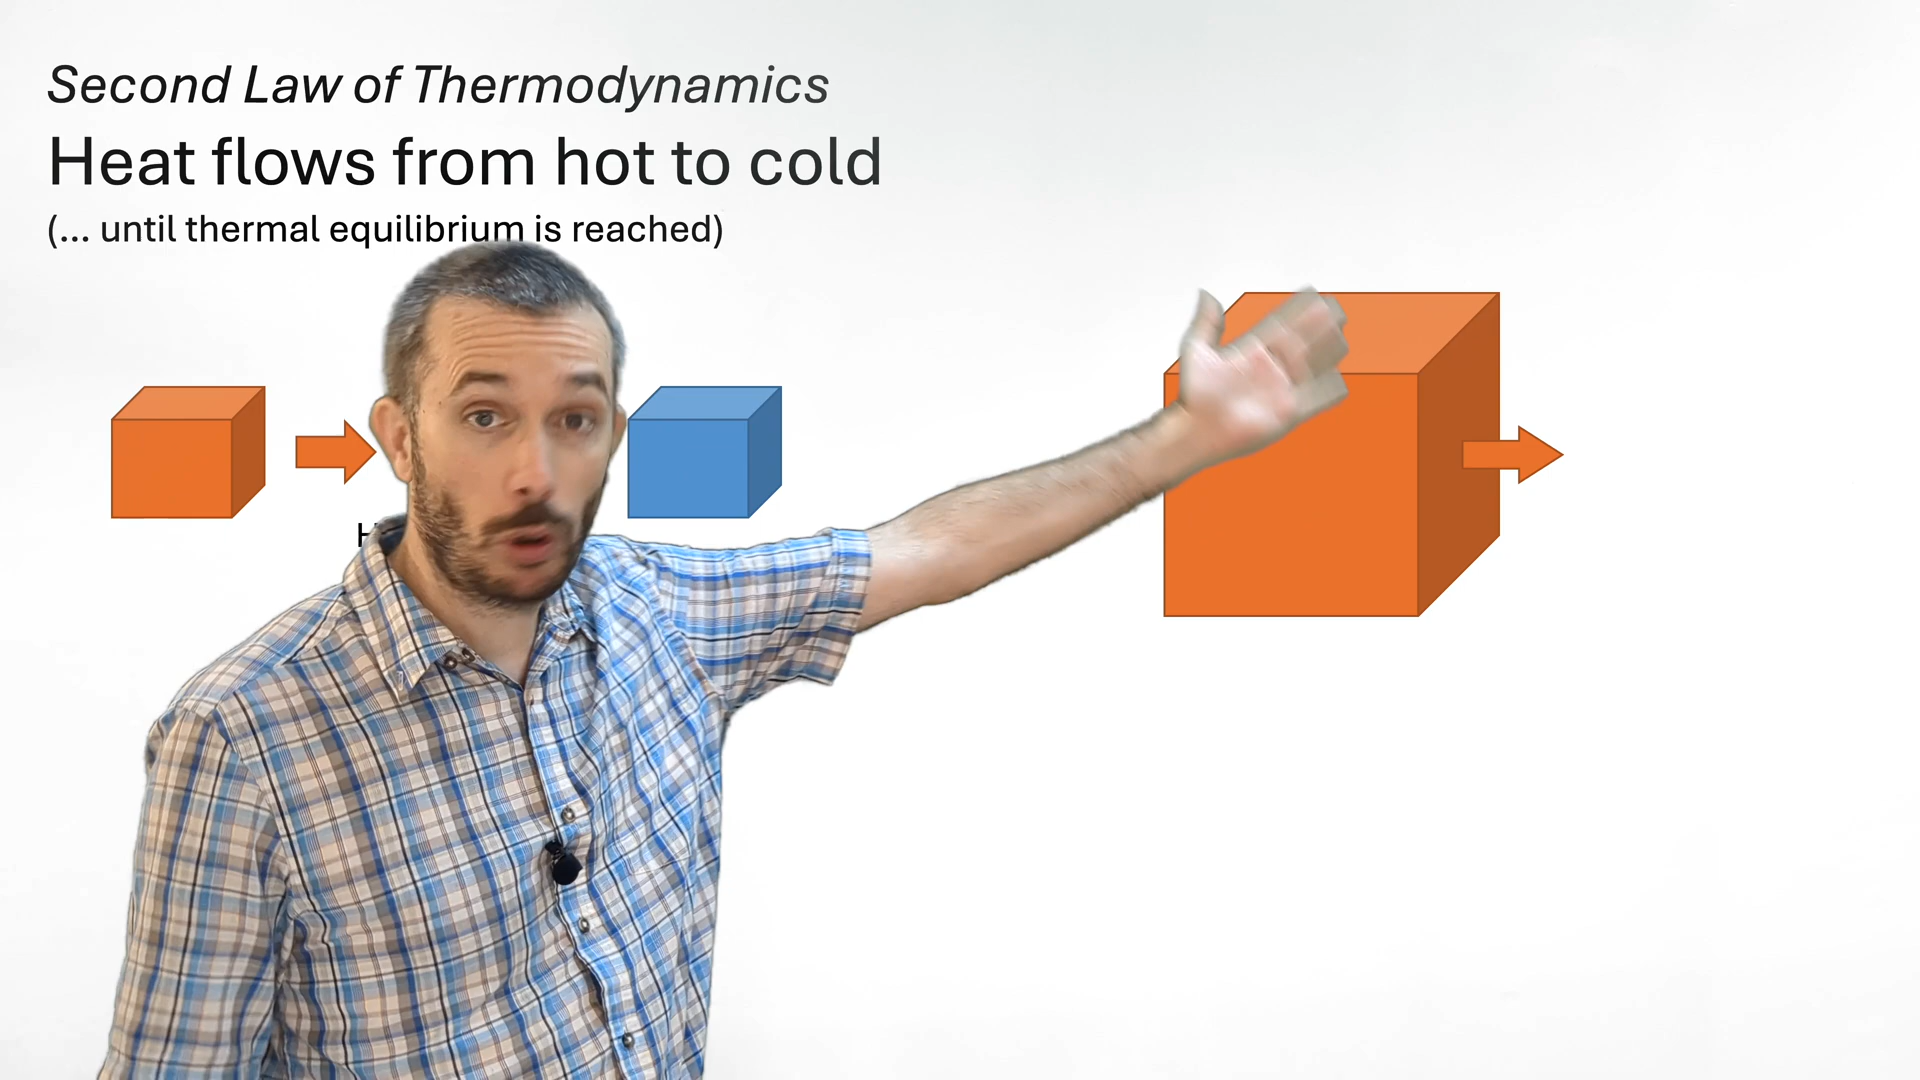 Second Law of Thermodynamics
Heat flows from hot to cold
(... until thermal equilibrium is reached)